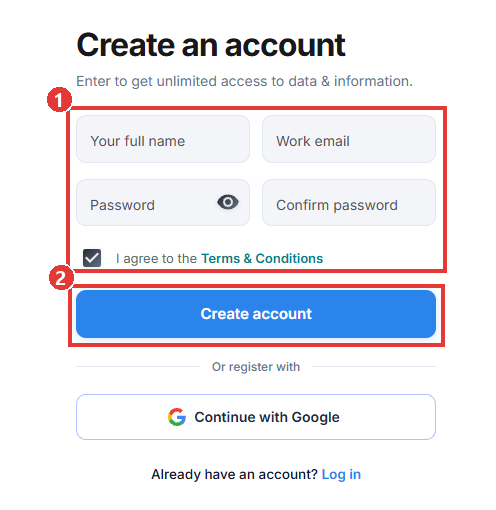 Create an account
Enter to get unlimited access to data & information.
1
Your full name
Work email
Password
Confirm password
I agree to the Terms & Conditions
2
Create account
Or register with
Continue with Google
Already have an account? Log in